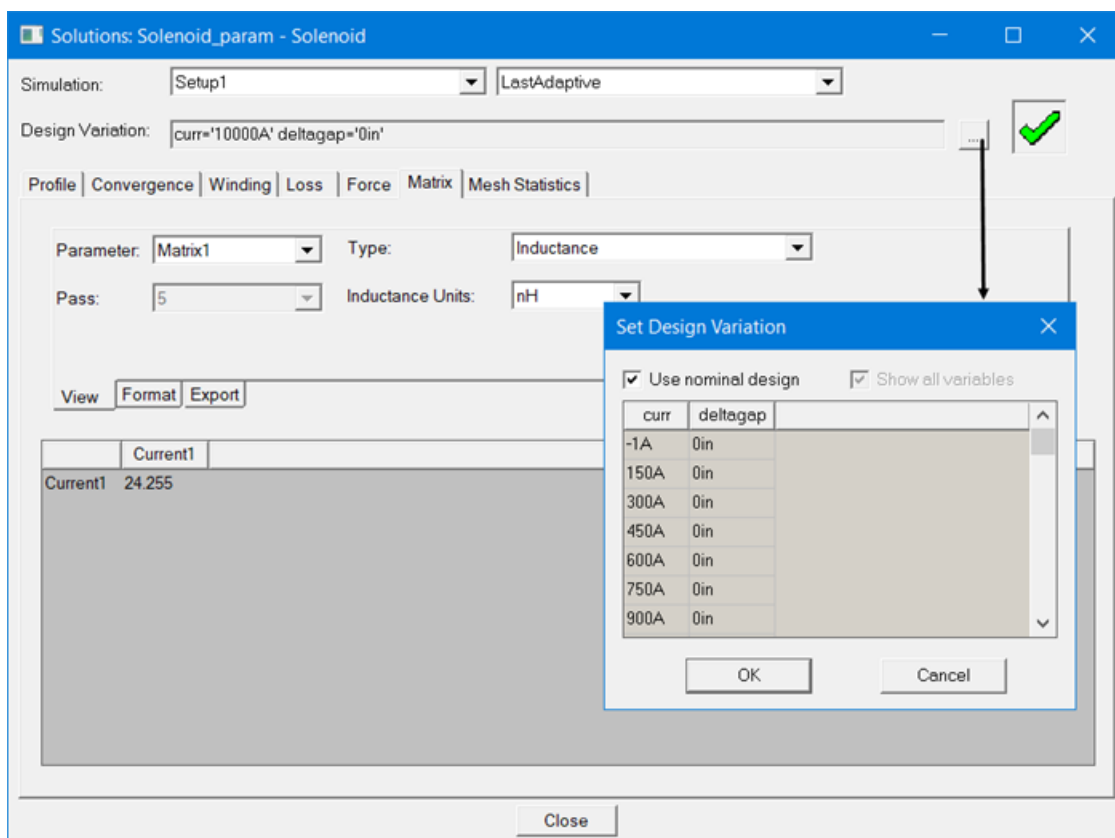 Solutions: Solenoid_param - Solenoid
Simulation: Setup1 LastAdaptive
Design Variation: curr='10000A' deltagap='0in' ...
Profile Convergence Winding Loss Force Matrix Mesh Statistics
Parameter: Matrix1 Type: Inductance
Pass: 5 Inductance Units: nH
View Format Export
Current1
Current1 24.255
Set Design Variation
Use nominal design Show all variables
curr deltagap
-1A 0in
150A 0in
300A 0in
450A 0in
600A 0in
750A 0in
900A 0in
OK Cancel
Close